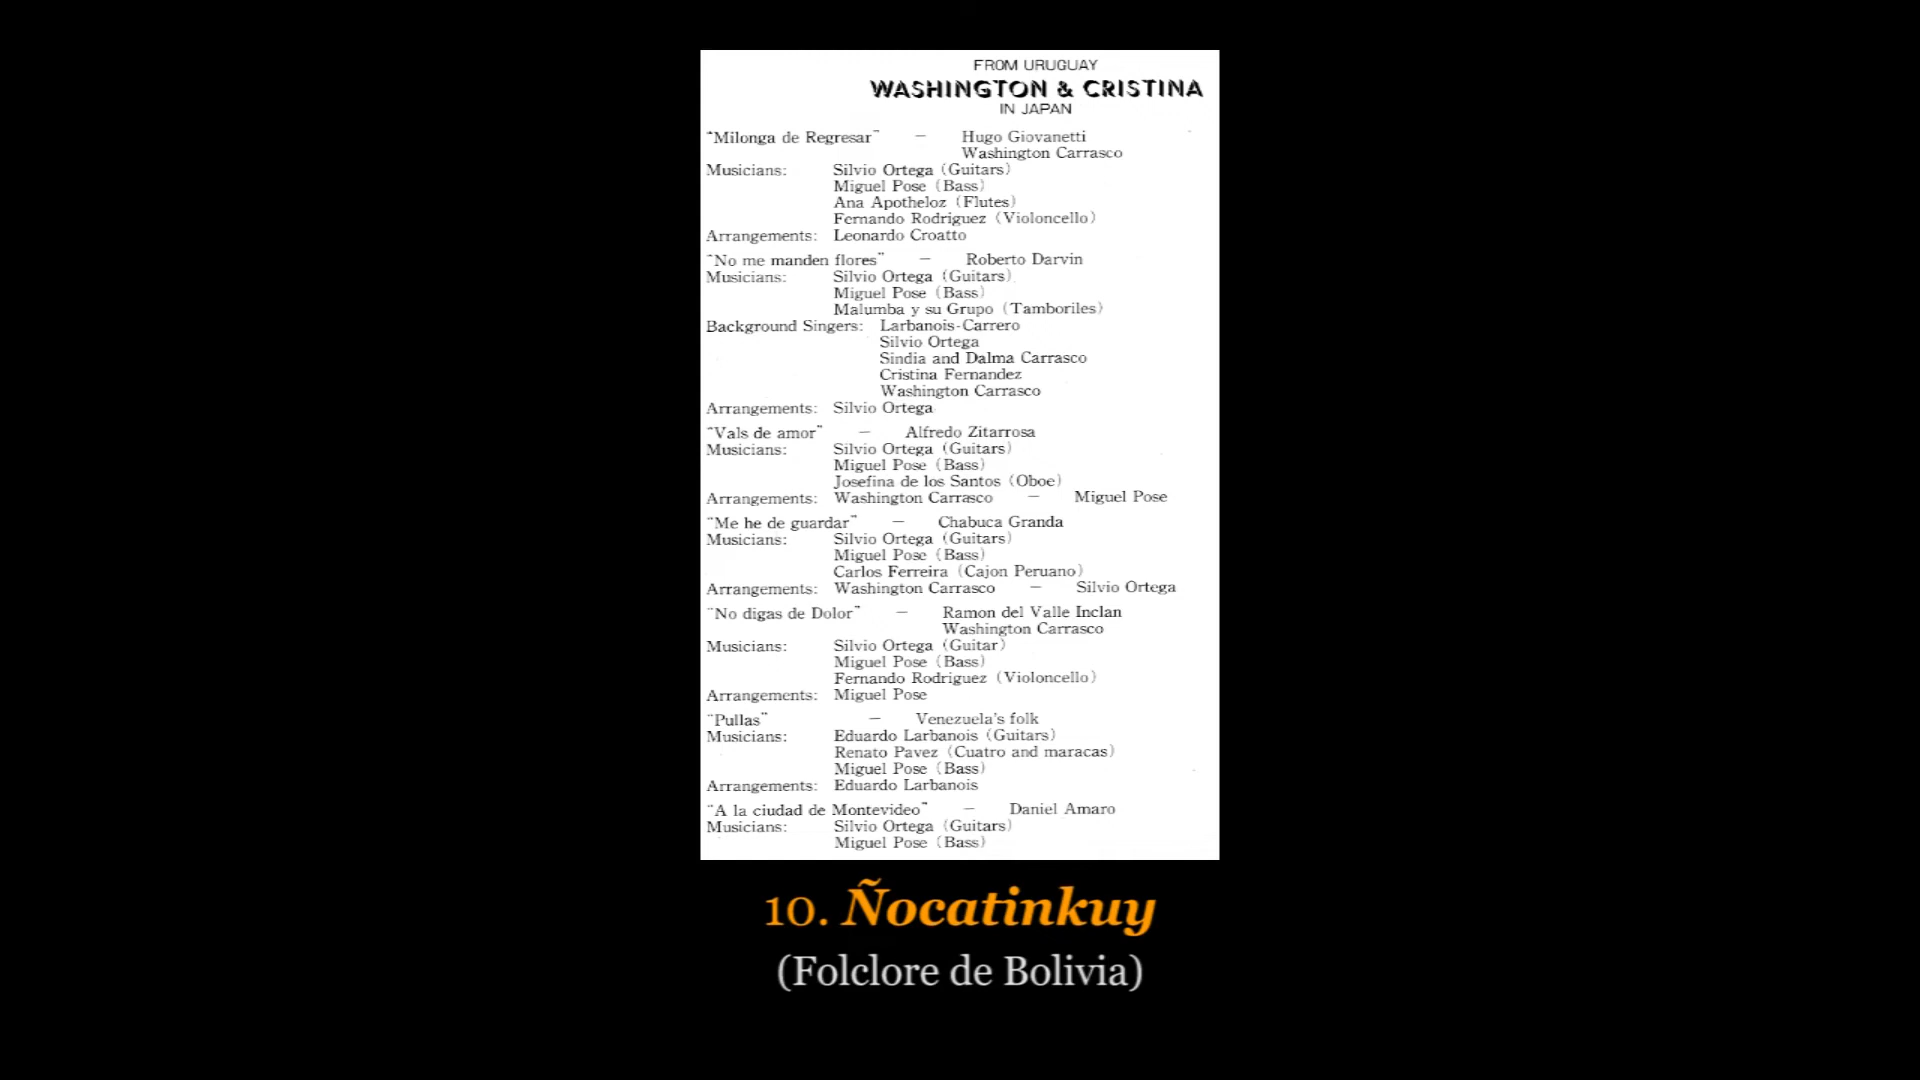 FROM URUGUAY
WASHINGTON & CRISTINA
IN JAPAN
"Milonga de Regresar" — Hugo Giovanetti
Washington Carrasco
Musicians: Silvio Ortega (Guitars)
Miguel Pose (Bass)
Ana Apotheloz (Flutes)
Fernando Rodriguez (Violoncello)
Arrangements: Leonardo Croatto
"No me manden flores" — Roberto Darvin
Musicians: Silvio Ortega (Guitars)
Miguel Pose (Bass)
Malumba y su Grupo (Tamboriles)
Background Singers: Larbanois-Carrero
Silvio Ortega
Sindia and Dalma Carrasco
Cristina Fernandez
Washington Carrasco
Arrangements: Silvio Ortega
"Vals de amor" — Alfredo Zitarrosa
Musicians: Silvio Ortega (Guitars)
Miguel Pose (Bass)
Josefina de los Santos (Oboe)
Arrangements: Washington Carrasco — Miguel Pose
"Me he de guardar" — Chabuca Granda
Musicians: Silvio Ortega (Guitars)
Miguel Pose (Bass)
Carlos Ferreira (Cajon Peruano)
Arrangements: Washington Carrasco — Silvio Ortega
"No digas de Dolor" — Ramon del Valle Inclan
Washington Carrasco
Musicians: Silvio Ortega (Guitar)
Miguel Pose (Bass)
Fernando Rodriguez (Violoncello)
Arrangements: Miguel Pose
"Pullas" — Venezuela's folk
Musicians: Eduardo Larbanois (Guitars)
Renato Pavez (Cuatro and maracas)
Miguel Pose (Bass)
Arrangements: Eduardo Larbanois
"A la ciudad de Montevideo" — Daniel Amaro
Musicians: Silvio Ortega (Guitars)
Miguel Pose (Bass)
10. Ñocatinkuy
(Folclore de Bolivia)